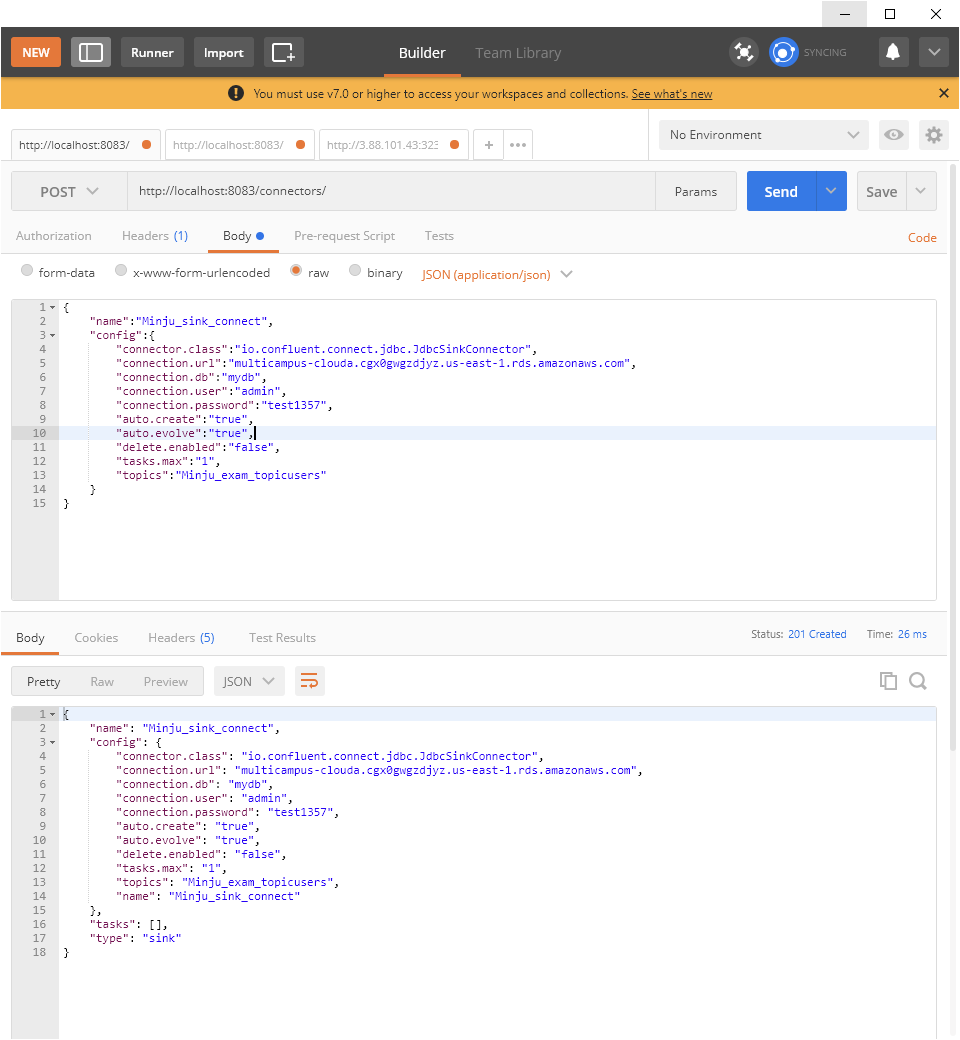 NEW Runner Import Builder Team Library SYNCING
You must use v7.0 or higher to access your workspaces and collections. See what's new
http://localhost:8083/ http://localhost:8083/ http://3.88.101.43:323 No Environment
POST http://localhost:8083/connectors/ Params Send Save
Authorization Headers (1) Body Pre-request Script Tests Code
form-data x-www-form-urlencoded raw binary JSON (application/json)
1 {
2 "name":"Minju_sink_connect",
3 "config":{
4 "connector.class":"io.confluent.connect.jdbc.JdbcSinkConnector",
5 "connection.url":"multicampus-clouda.cgx0gwgzdjyz.us-east-1.rds.amazonaws.com",
6 "connection.db":"mydb",
7 "connection.user":"admin",
8 "connection.password":"test1357",
9 "auto.create":"true",
10 "auto.evolve":"true",
11 "delete.enabled":"false",
12 "tasks.max":"1",
13 "topics":"Minju_exam_topicusers"
14 }
15 }
Body Cookies Headers (5) Test Results Status: 201 Created Time: 26 ms
Pretty Raw Preview JSON
1 {
2 "name": "Minju_sink_connect",
3 "config": {
4 "connector.class": "io.confluent.connect.jdbc.JdbcSinkConnector",
5 "connection.url": "multicampus-clouda.cgx0gwgzdjyz.us-east-1.rds.amazonaws.com",
6 "connection.db": "mydb",
7 "connection.user": "admin",
8 "connection.password": "test1357",
9 "auto.create": "true",
10 "auto.evolve": "true",
11 "delete.enabled": "false",
12 "tasks.max": "1",
13 "topics": "Minju_exam_topicusers",
14 "name": "Minju_sink_connect"
15 },
16 "tasks": [],
17 "type": "sink"
18 }